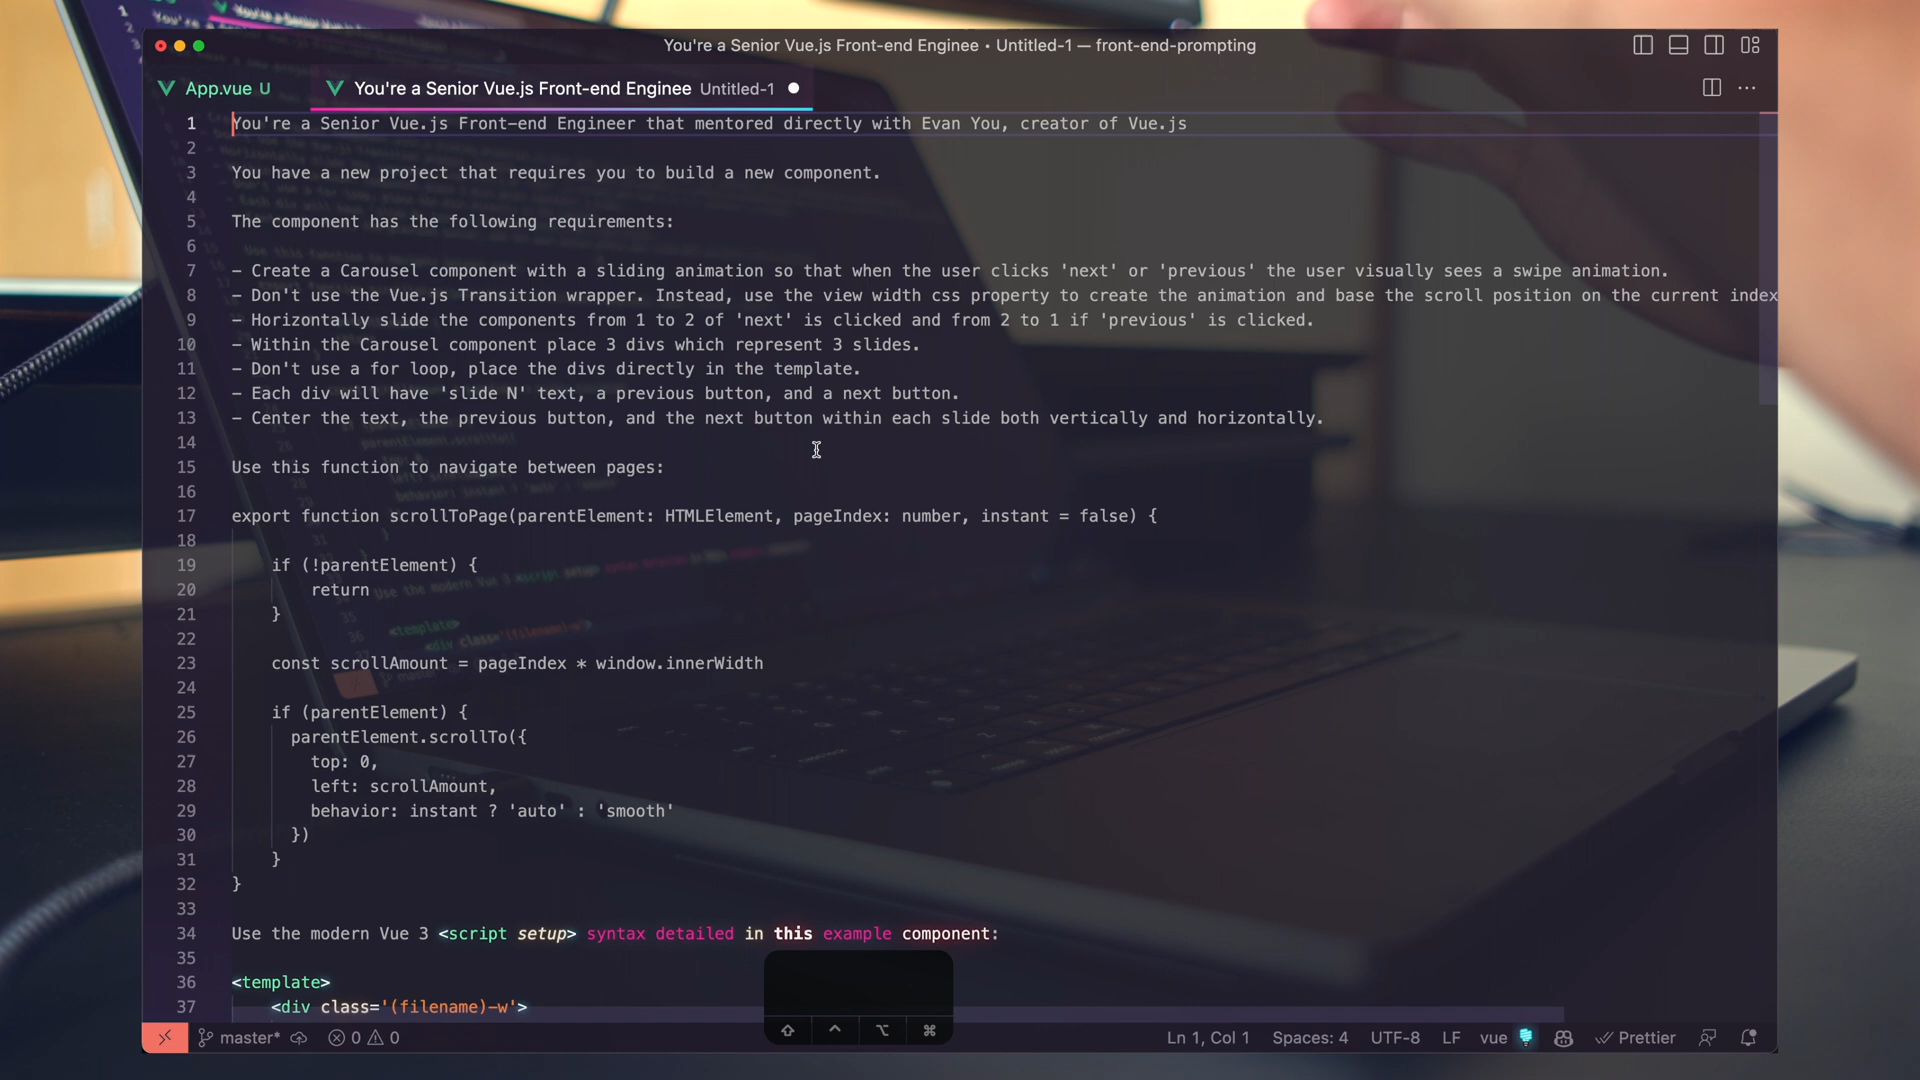 You're a Senior Vue.js Front-end Enginee • Untitled-1 — front-end-prompting
App.vue U
You're a Senior Vue.js Front-end Enginee Untitled-1
1 You're a Senior Vue.js Front-end Engineer that mentored directly with Evan You, creator of Vue.js
2
3 You have a new project that requires you to build a new component.
4
5 The component has the following requirements:
6
7 - Create a Carousel component with a sliding animation so that when the user clicks 'next' or 'previous' the user visually sees a swipe animation.
8 - Don't use the Vue.js Transition wrapper. Instead, use the view width css property to create the animation and base the scroll position on the current index
9 - Horizontally slide the components from 1 to 2 of 'next' is clicked and from 2 to 1 if 'previous' is clicked.
10 - Within the Carousel component place 3 divs which represent 3 slides.
11 - Don't use a for loop, place the divs directly in the template.
12 - Each div will have 'slide N' text, a previous button, and a next button.
13 - Center the text, the previous button, and the next button within each slide both vertically and horizontally.
14
15 Use this function to navigate between pages:
16
17 export function scrollToPage(parentElement: HTMLElement, pageIndex: number, instant = false) {
18
19 if (!parentElement) {
20 return
21 }
22
23 const scrollAmount = pageIndex * window.innerWidth
24
25 if (parentElement) {
26 parentElement.scrollTo({
27 top: 0,
28 left: scrollAmount,
29 behavior: instant ? 'auto' : 'smooth'
30 })
31 }
32 }
33
34 Use the modern Vue 3 <script setup> syntax detailed in this example component:
35
36 <template>
37 <div class='(filename)-w'>
master* 0 0 Ln 1, Col 1 Spaces: 4 UTF-8 LF vue Prettier